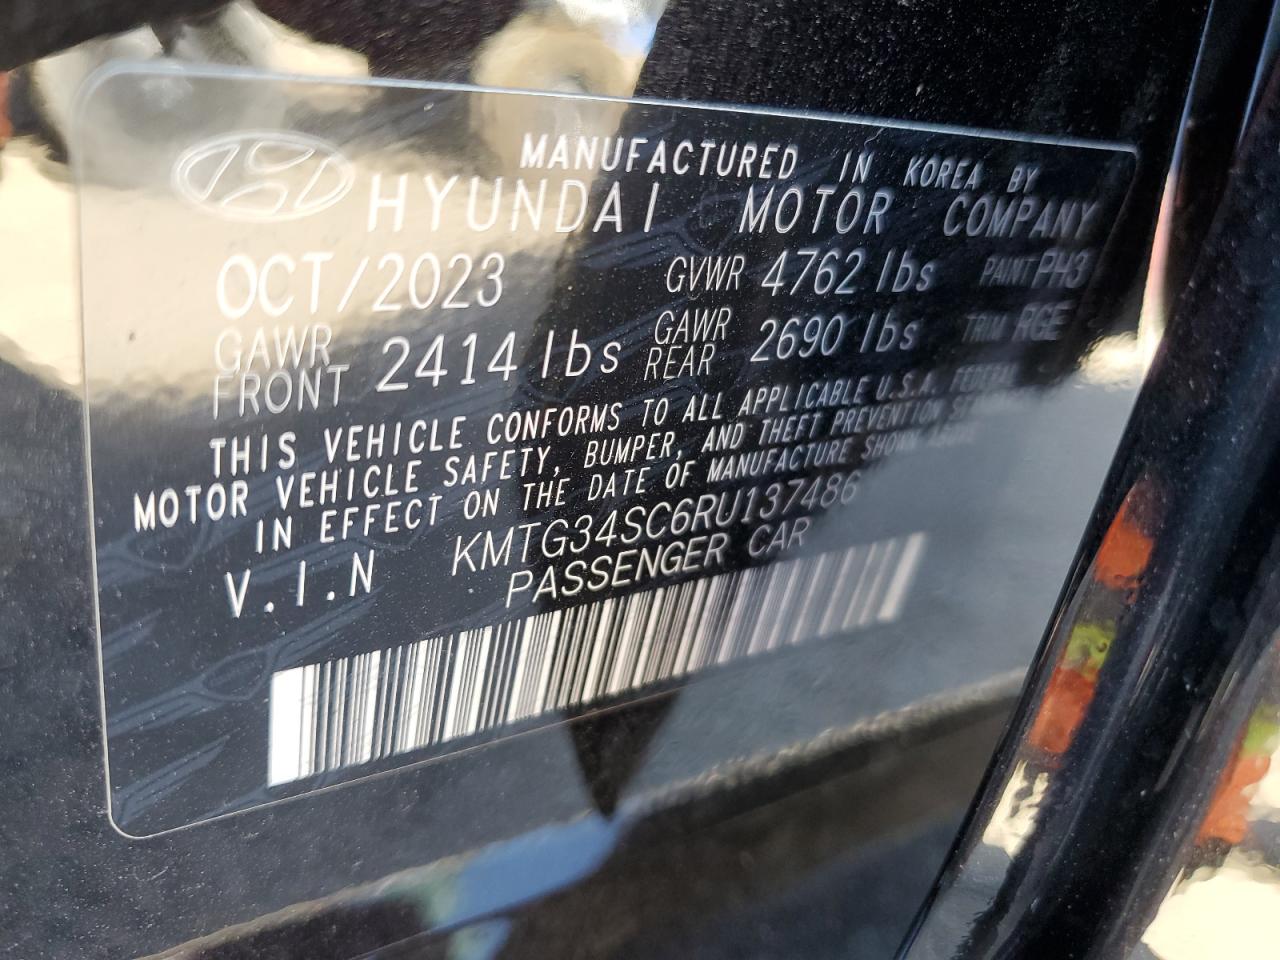 MANUFACTURED IN KOREA BY
HYUNDAI MOTOR COMPANY
OCT/2023 GVWR 4762 lbs PAINT PH3
GAWR FRONT 2414 lbs GAWR REAR 2690 lbs TRIM RGE
THIS VEHICLE CONFORMS TO ALL APPLICABLE U.S.A. FEDERAL
MOTOR VEHICLE SAFETY, BUMPER, AND THEFT PREVENTION
IN EFFECT ON THE DATE OF MANUFACTURE SHOWN ABOVE
V.I.N KMTG34SC6RU137486
PASSENGER CAR